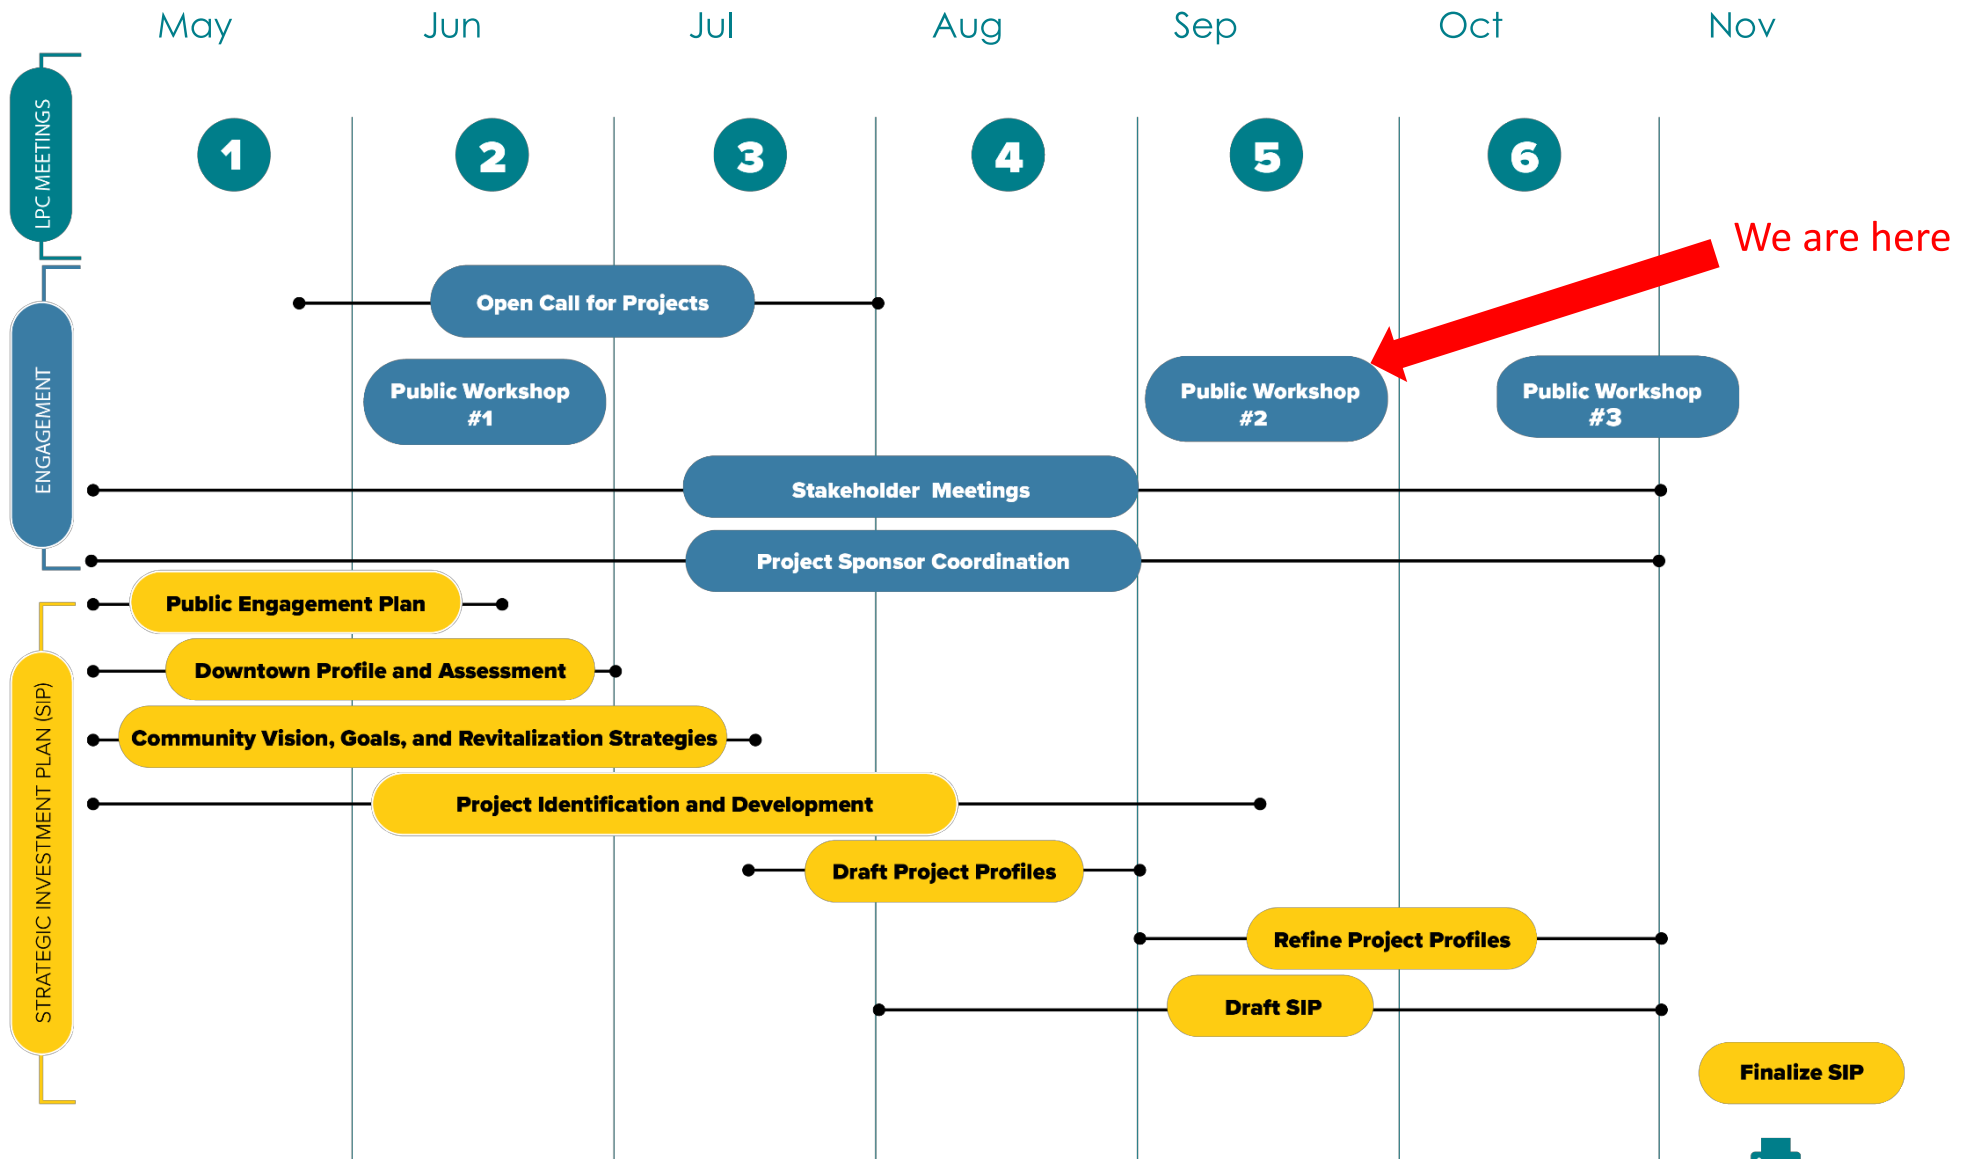 May Jun Jul Aug Sep Oct Nov
LPC MEETINGS
1 2 3 4 5 6
We are here
ENGAGEMENT
Open Call for Projects
Public Workshop
#1
Public Workshop
#2
Public Workshop
#3
Stakeholder Meetings
Project Sponsor Coordination
STRATEGIC INVESTMENT PLAN (SIP)
Public Engagement Plan
Downtown Profile and Assessment
Community Vision, Goals, and Revitalization Strategies
Project Identification and Development
Draft Project Profiles
Refine Project Profiles
Draft SIP
Finalize SIP